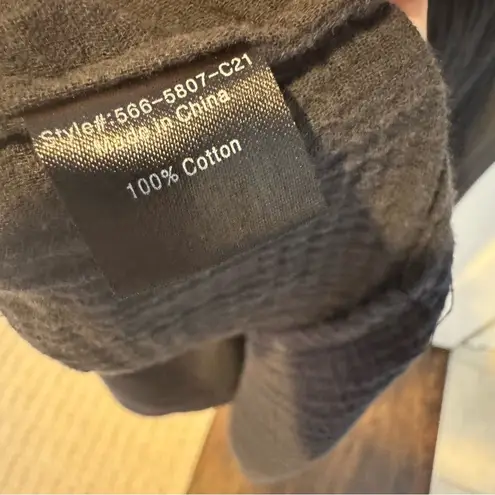 Style#:566-5807-C21
Made in China
100% Cotton